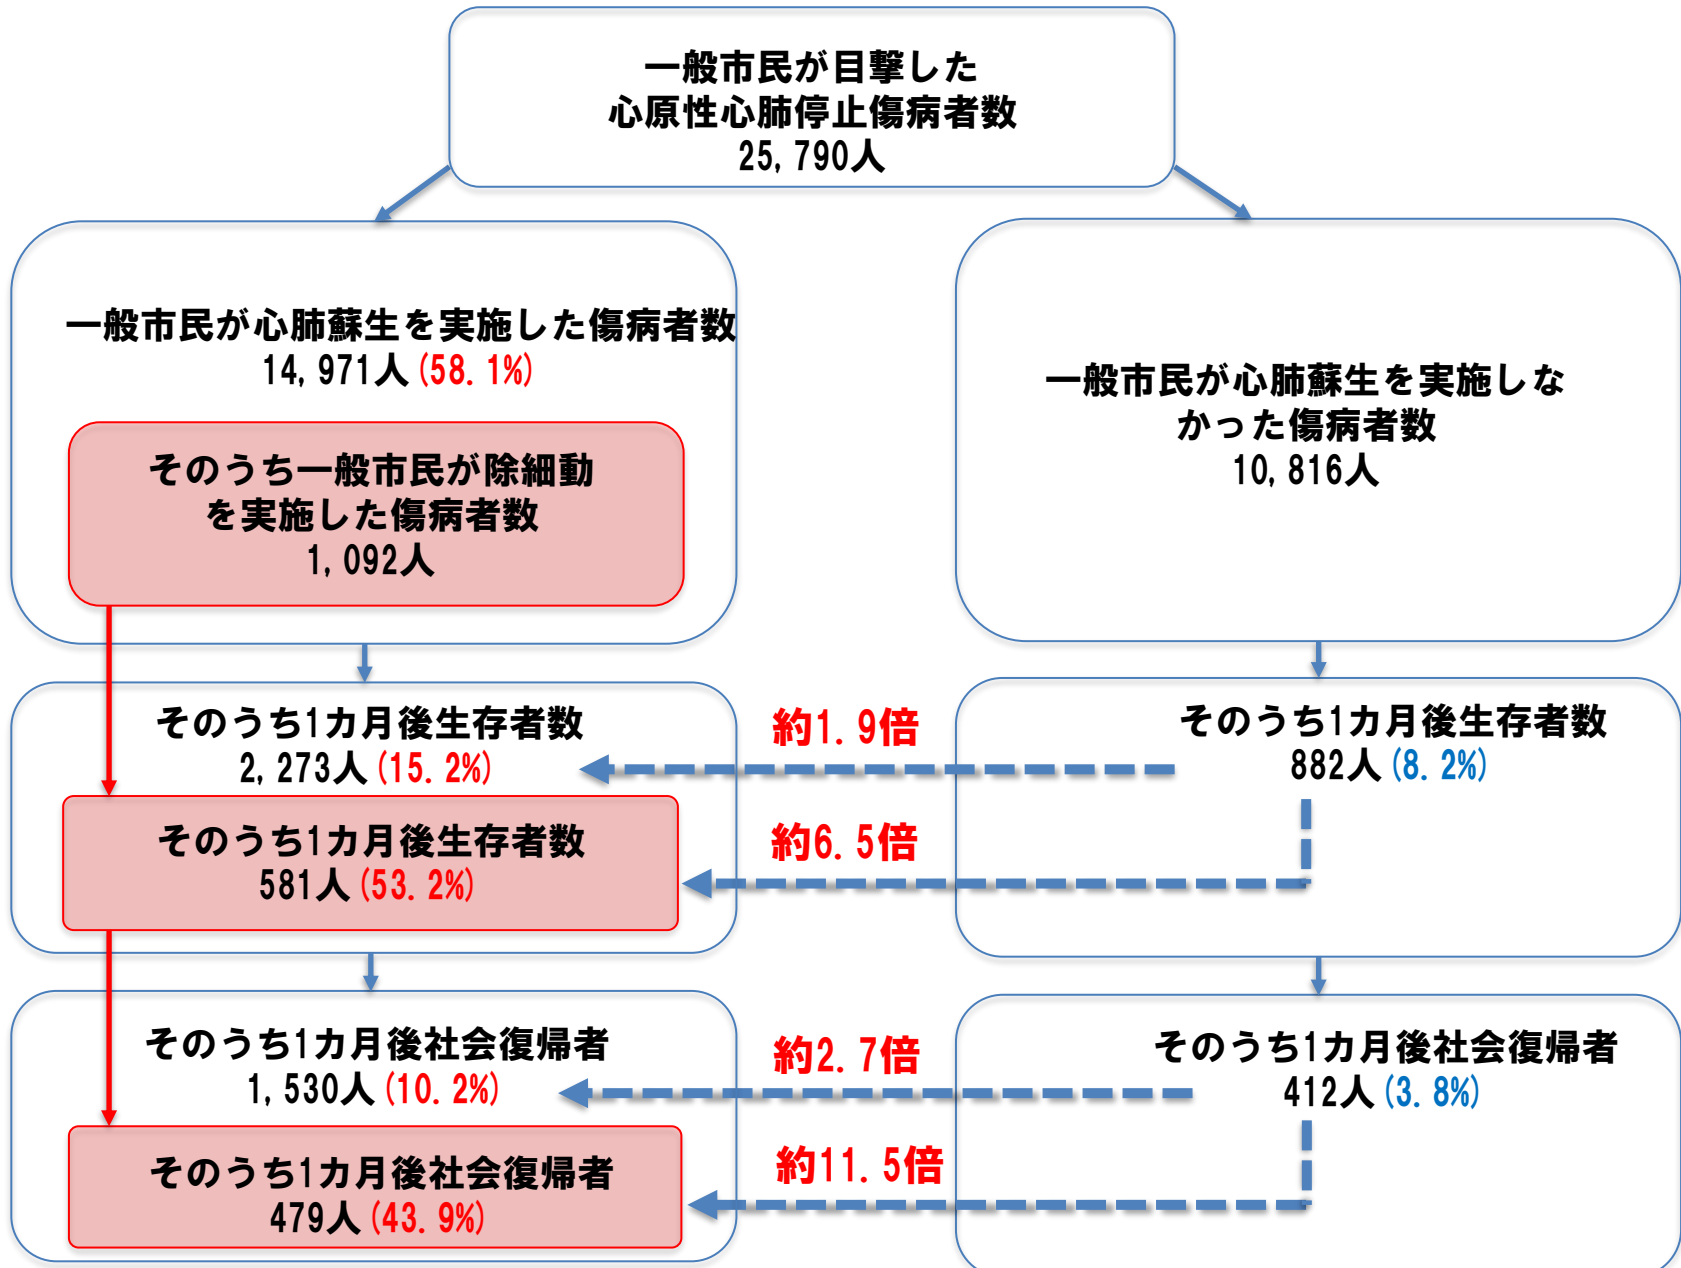 一般市民が目撃した
心原性心肺停止傷病者数
25,790人
一般市民が心肺蘇生を実施した傷病者数
14,971人(58.1%)
そのうち一般市民が除細動
を実施した傷病者数
1,092人
一般市民が心肺蘇生を実施しな
かった傷病者数
10,816人
そのうち1カ月後生存者数
2,273人(15.2%)
約1.9倍
そのうち1カ月後生存者数
882人(8.2%)
そのうち1カ月後生存者数
581人(53.2%)
約6.5倍
そのうち1カ月後社会復帰者
1,530人(10.2%)
約2.7倍
そのうち1カ月後社会復帰者
412人(3.8%)
そのうち1カ月後社会復帰者
479人(43.9%)
約11.5倍